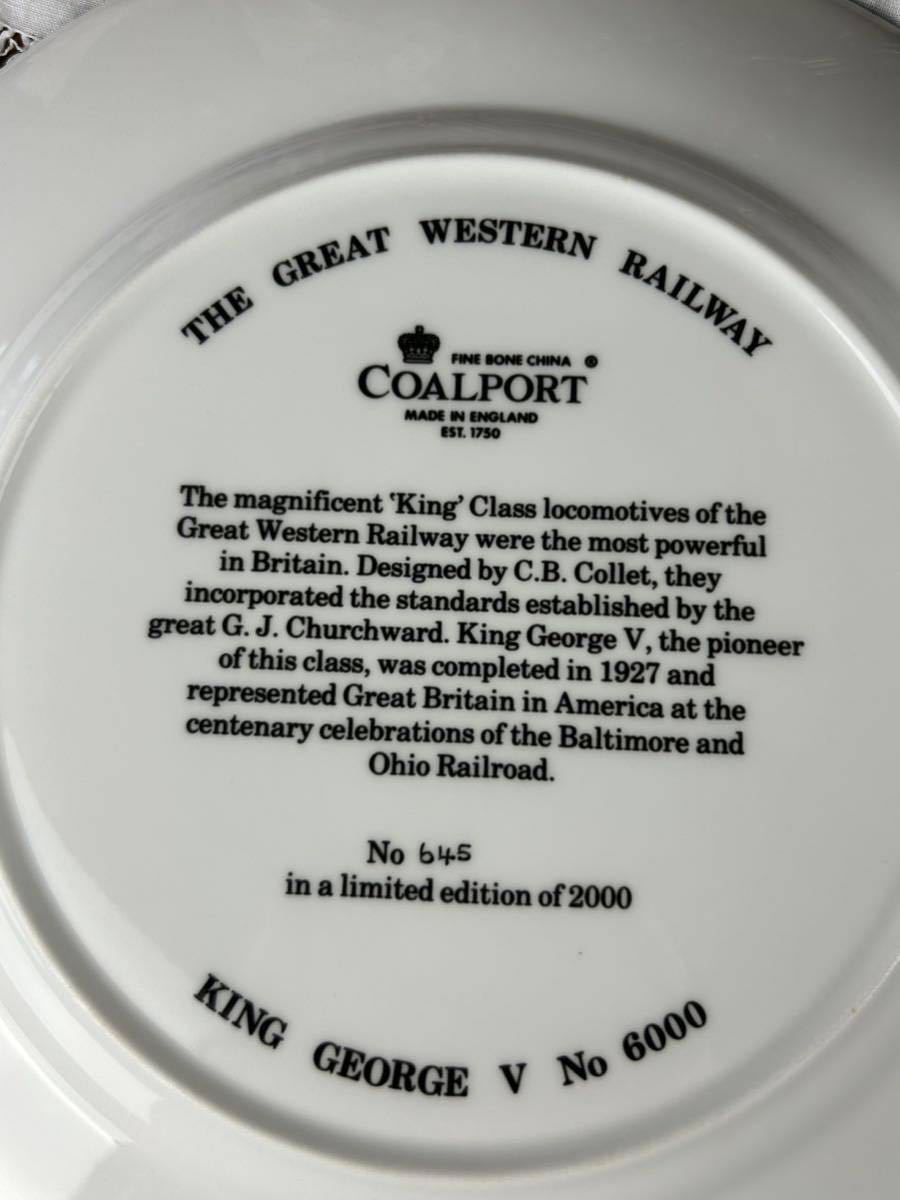 THE GREAT WESTERN RAILWAY
FINE BONE CHINA ®
COALPORT
MADE IN ENGLAND
EST. 1750
The magnificent ‘King’ Class locomotives of the
Great Western Railway were the most powerful
in Britain. Designed by C.B. Collet, they
incorporated the standards established by the
great G. J. Churchward. King George V, the pioneer
of this class, was completed in 1927 and
represented Great Britain in America at the
centenary celebrations of the Baltimore and
Ohio Railroad.
No 645
in a limited edition of 2000
KING GEORGE V No 6000